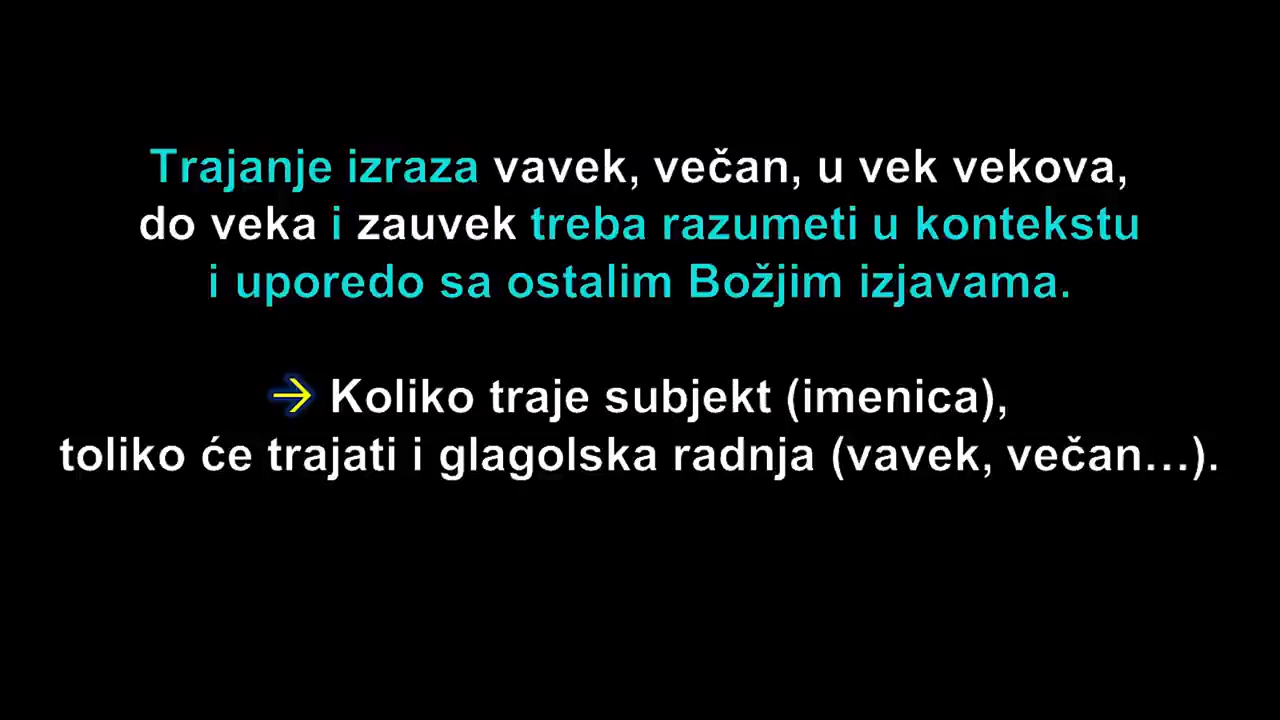 Trajanje izraza vavek, večan, u vek vekova,
do veka i zauvek treba razumeti u kontekstu
i uporedo sa ostalim Božjim izjavama.
→ Koliko traje subjekt (imenica),
toliko će trajati i glagolska radnja (vavek, večan...).